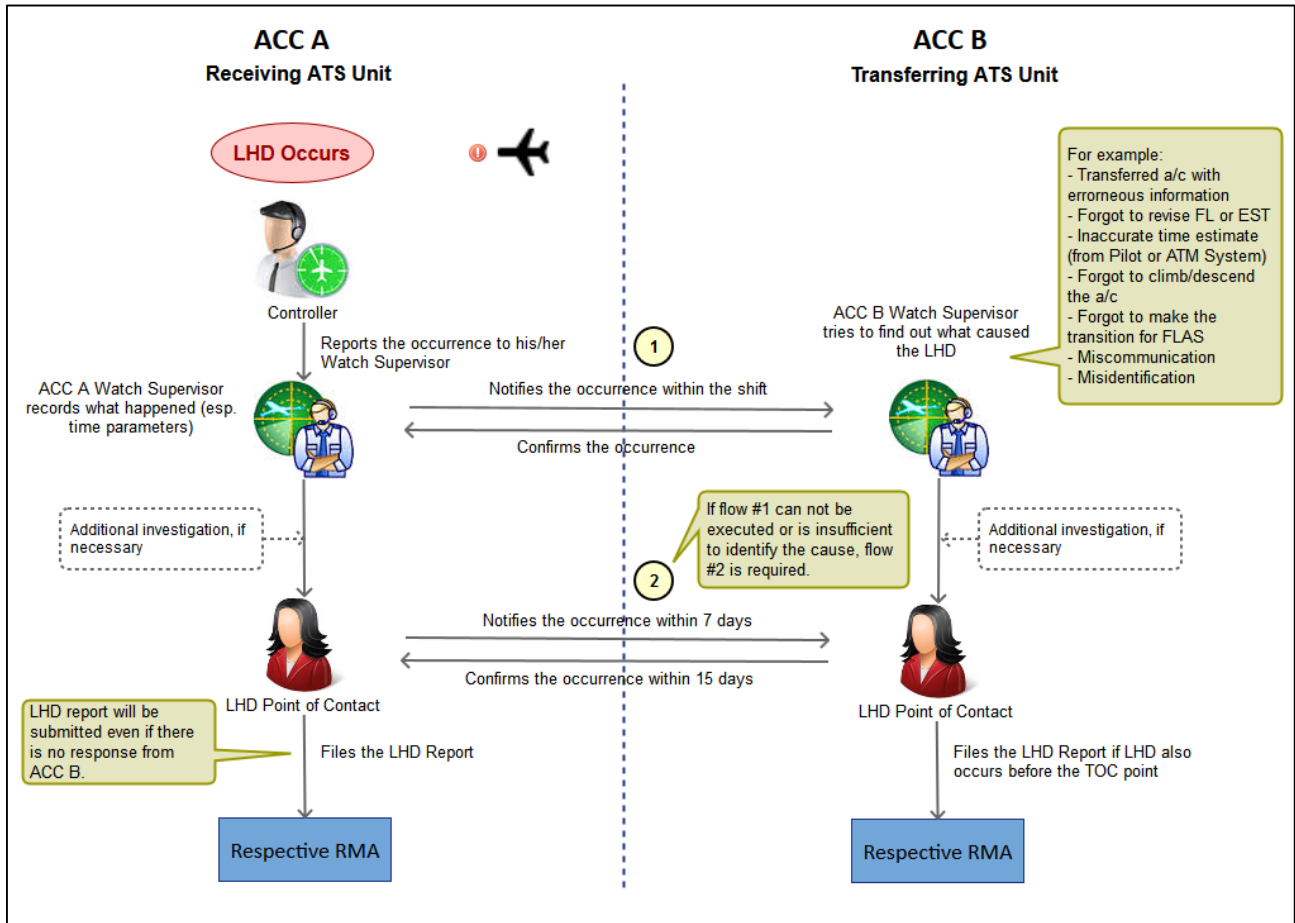 ACC A
Receiving ATS Unit
ACC B
Transferring ATS Unit
LHD Occurs
!
For example:
- Transferred a/c with
errorneous information
- Forgot to revise FL or EST
- Inaccurate time estimate
(from Pilot or ATM System)
- Forgot to climb/descend
the a/c
- Forgot to make the
transition for FLAS
- Miscommunication
- Misidentification
Controller
Reports the occurrence to his/her
Watch Supervisor
1
ACC B Watch Supervisor
tries to find out what caused
the LHD
ACC A Watch Supervisor
records what happened (esp.
time parameters)
Notifies the occurrence within the shift
Confirms the occurrence
If flow #1 can not be
executed or is insufficient
to identify the cause, flow
#2 is required.
Additional investigation, if
necessary
Additional investigation, if
necessary
2
Notifies the occurrence within 7 days
Confirms the occurrence within 15 days
LHD Point of Contact
LHD Point of Contact
LHD report will be
submitted even if there
is no response from
ACC B.
Files the LHD Report
Files the LHD Report if LHD also
occurs before the TOC point
Respective RMA
Respective RMA